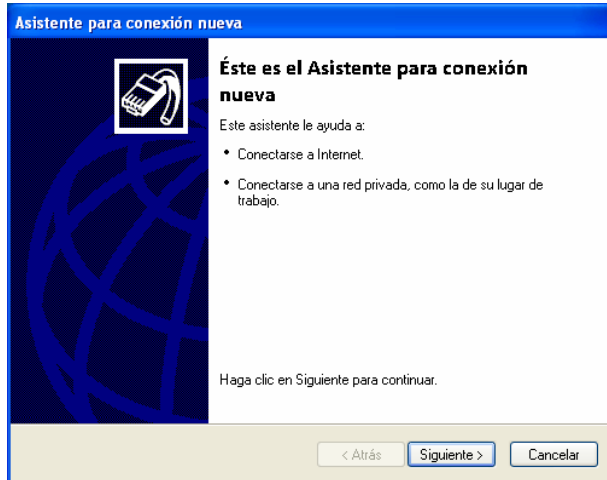 Asistente para conexión nueva
Éste es el Asistente para conexión
nueva
Este asistente le ayuda a:
• Conectarse a Internet.
• Conectarse a una red privada, como la de su lugar de
trabajo.
Haga clic en Siguiente para continuar.
< Atrás Siguiente > Cancelar